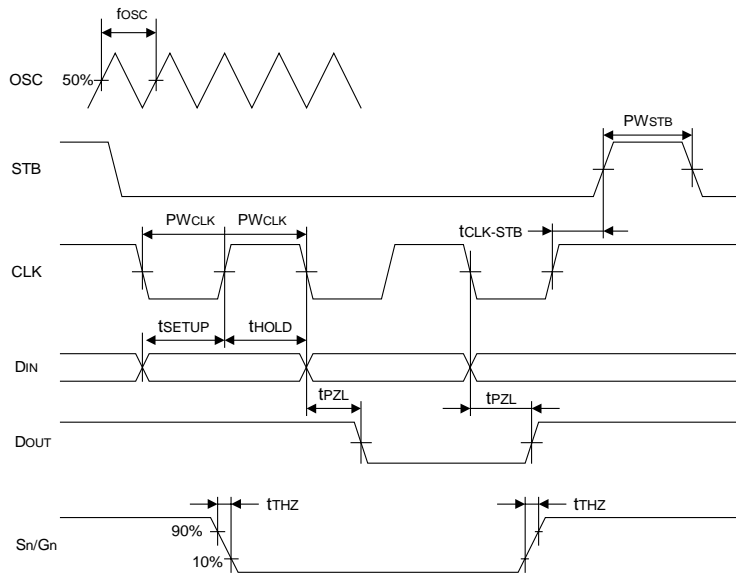 fOSC
OSC 50%
PWSTB
STB
PWCLK PWCLK
tCLK-STB
CLK
tSETUP tHOLD
DIN
tPZL tPZL
DOUT
tTHZ tTHZ
90%
Sn/Gn
10%